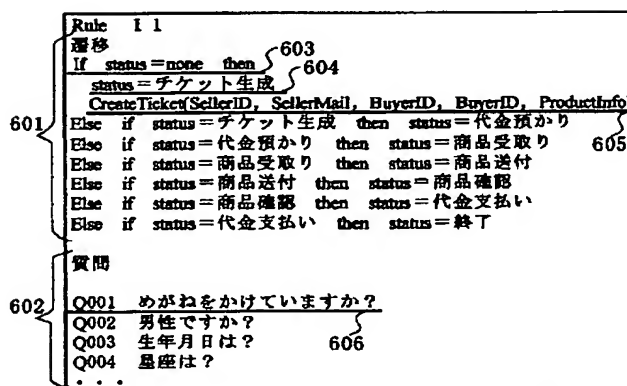 Rule I 1
遷移
If status=none then 603
status=チケット生成 604
CreateTicket(SellerID, SellerMail, BuyerID, BuyerID, ProductInfo)
601 Else if status=チケット生成 then status=代金預かり 605
Else if status=代金預かり then status=商品受取り
Else if status=商品受取り then status=商品送付
Else if status=商品送付 then status=商品確認
Else if status=商品確認 then status=代金支払い
Else if status=代金支払い then status=終了
質問
602 Q001 めがねをかけていますか?
Q002 男性ですか? 606
Q003 生年月日は?
Q004 星座は?
・・・